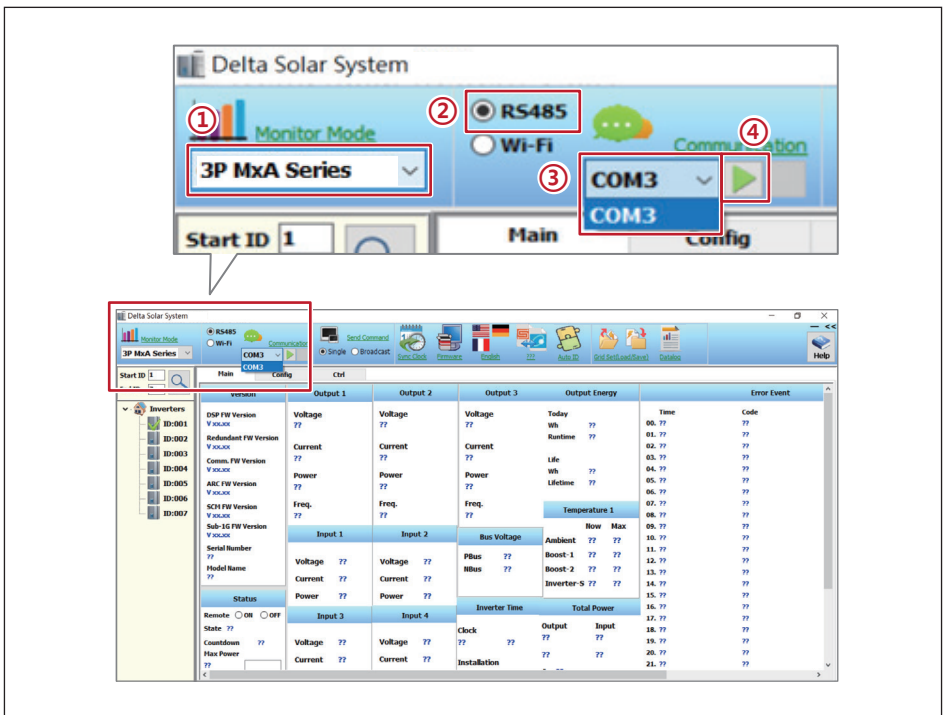 Delta Solar System
①
②
RS485
④
Monitor Mode
Wi-Fi
Communication
3P MxA Series
③
COM3
COM3
Start ID 1
Main
Config
Delta Solar System
Monitor Mode
3P MxA Series
RS485
Wi-Fi
COM3
COM3
Send Command
Single Broadcast
Sync Clock
Firmware
English
???
Auto ID
Grid Set(Load/Save)
Datalog
<<
Help
Start ID 1
Main
Config
Ctrl
Inverters
ID:001
ID:002
ID:003
ID:004
ID:005
ID:006
ID:007
Version
DSP FW Version
V xx.xx
Redundant FW Version
V xx.xx
Comm. FW Version
V xx.xx
ARC FW Version
V xx.xx
SCM FW Version
V xx.xx
Sub-1G FW Version
V xx.xx
Serial Number
??
Model Name
??
Status
Remote ON OFF
State ??
Countdown ??
Max Power
??
Output 1
Voltage
??
Current
??
Power
??
Freq.
??
Output 2
Voltage
??
Current
??
Power
??
Freq.
??
Output 3
Voltage
??
Current
??
Power
??
Freq.
??
Input 1
Voltage ??
Current ??
Power ??
Input 2
Voltage ??
Current ??
Power ??
Input 3
Voltage ??
Current ??
Input 4
Voltage ??
Current ??
Bus Voltage
PBus ??
NBus ??
Inverter Time
Clock
?? ??
Installation
Output Energy
Today
Wh ??
Runtime ??
Life
Wh ??
Lifetime ??
Temperature 1
Now Max
Ambient ?? ??
Boost-1 ?? ??
Boost-2 ?? ??
Inverter-S ?? ??
Total Power
Output Input
?? ??
?? ??
Error Event
Time Code
00. ?? ??
01. ?? ??
02. ?? ??
03. ?? ??
04. ?? ??
05. ?? ??
06. ?? ??
07. ?? ??
08. ?? ??
09. ?? ??
10. ?? ??
11. ?? ??
12. ?? ??
13. ?? ??
14. ?? ??
15. ?? ??
16. ?? ??
17. ?? ??
18. ?? ??
19. ?? ??
20. ?? ??
21. ?? ??